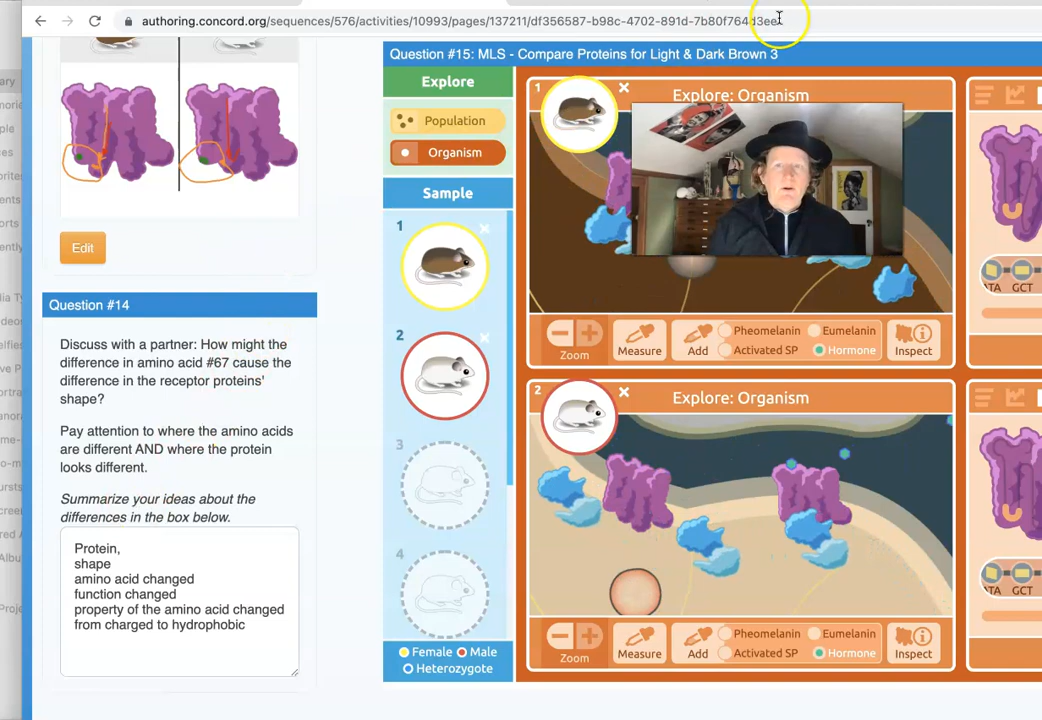 authoring.concord.org/sequences/576/activities/10993/pages/137211/df356587-b98c-4702-891d-7b80f764d3ee
Question #15: MLS - Compare Proteins for Light & Dark Brown 3
Edit
Question #14
Discuss with a partner: How might the
difference in amino acid #67 cause the
difference in the receptor proteins'
shape?
Pay attention to where the amino acids
are different AND where the protein
looks different.
Summarize your ideas about the
differences in the box below.
Protein,
shape
amino acid changed
function changed
property of the amino acid changed
from charged to hydrophobic
Explore
Population
Organism
Sample
1
2
3
4
Female Male
Heterozygote
1
Explore: Organism
Zoom
Measure
Add
Pheomelanin
Eumelanin
Activated SP
Hormone
Inspect
GCT
2
Explore: Organism
Zoom
Measure
Add
Pheomelanin
Eumelanin
Activated SP
Hormone
Inspect
GCT